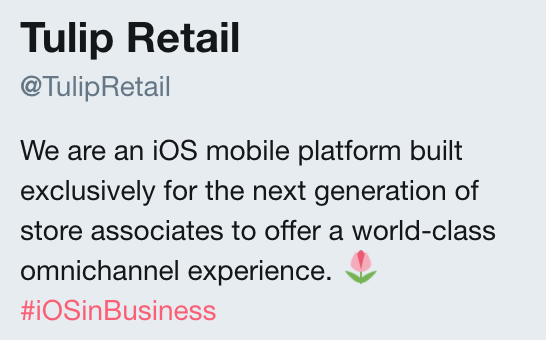 Tulip Retail
@TulipRetail
We are an iOS mobile platform built
exclusively for the next generation of
store associates to offer a world-class
omnichannel experience. 🌷
#iOSinBusiness